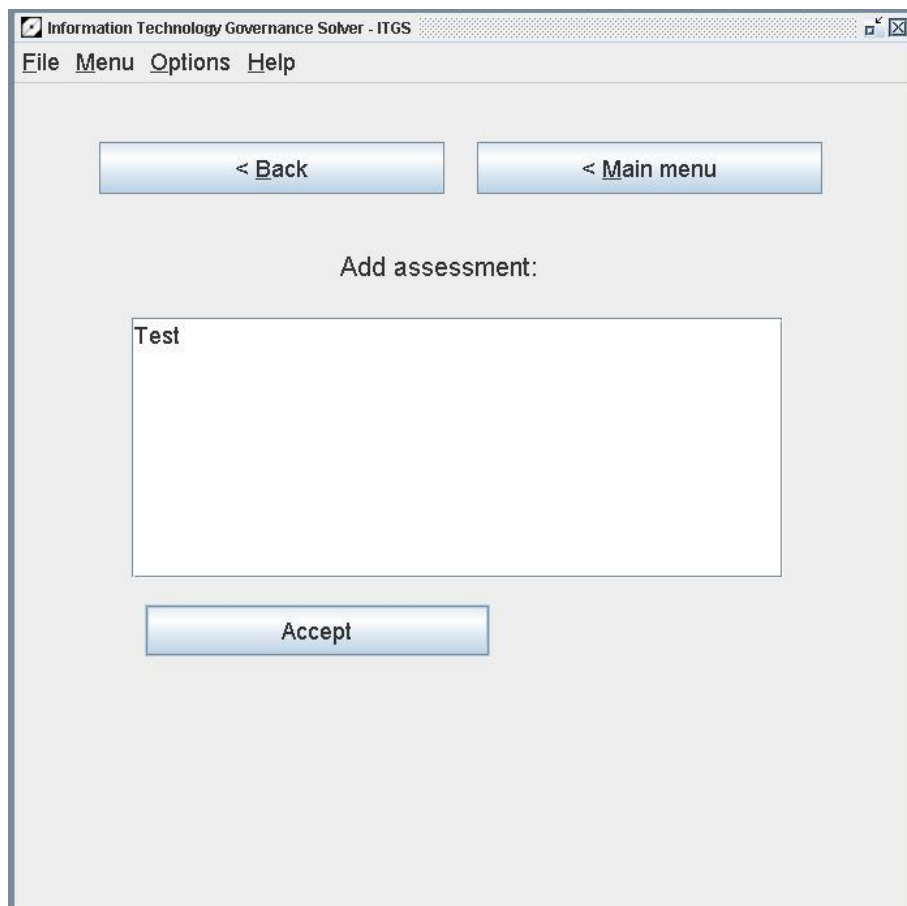 Information Technology Governance Solver - ITGS
File Menu Options Help
< Back < Main menu
Add assessment:
Test
Accept